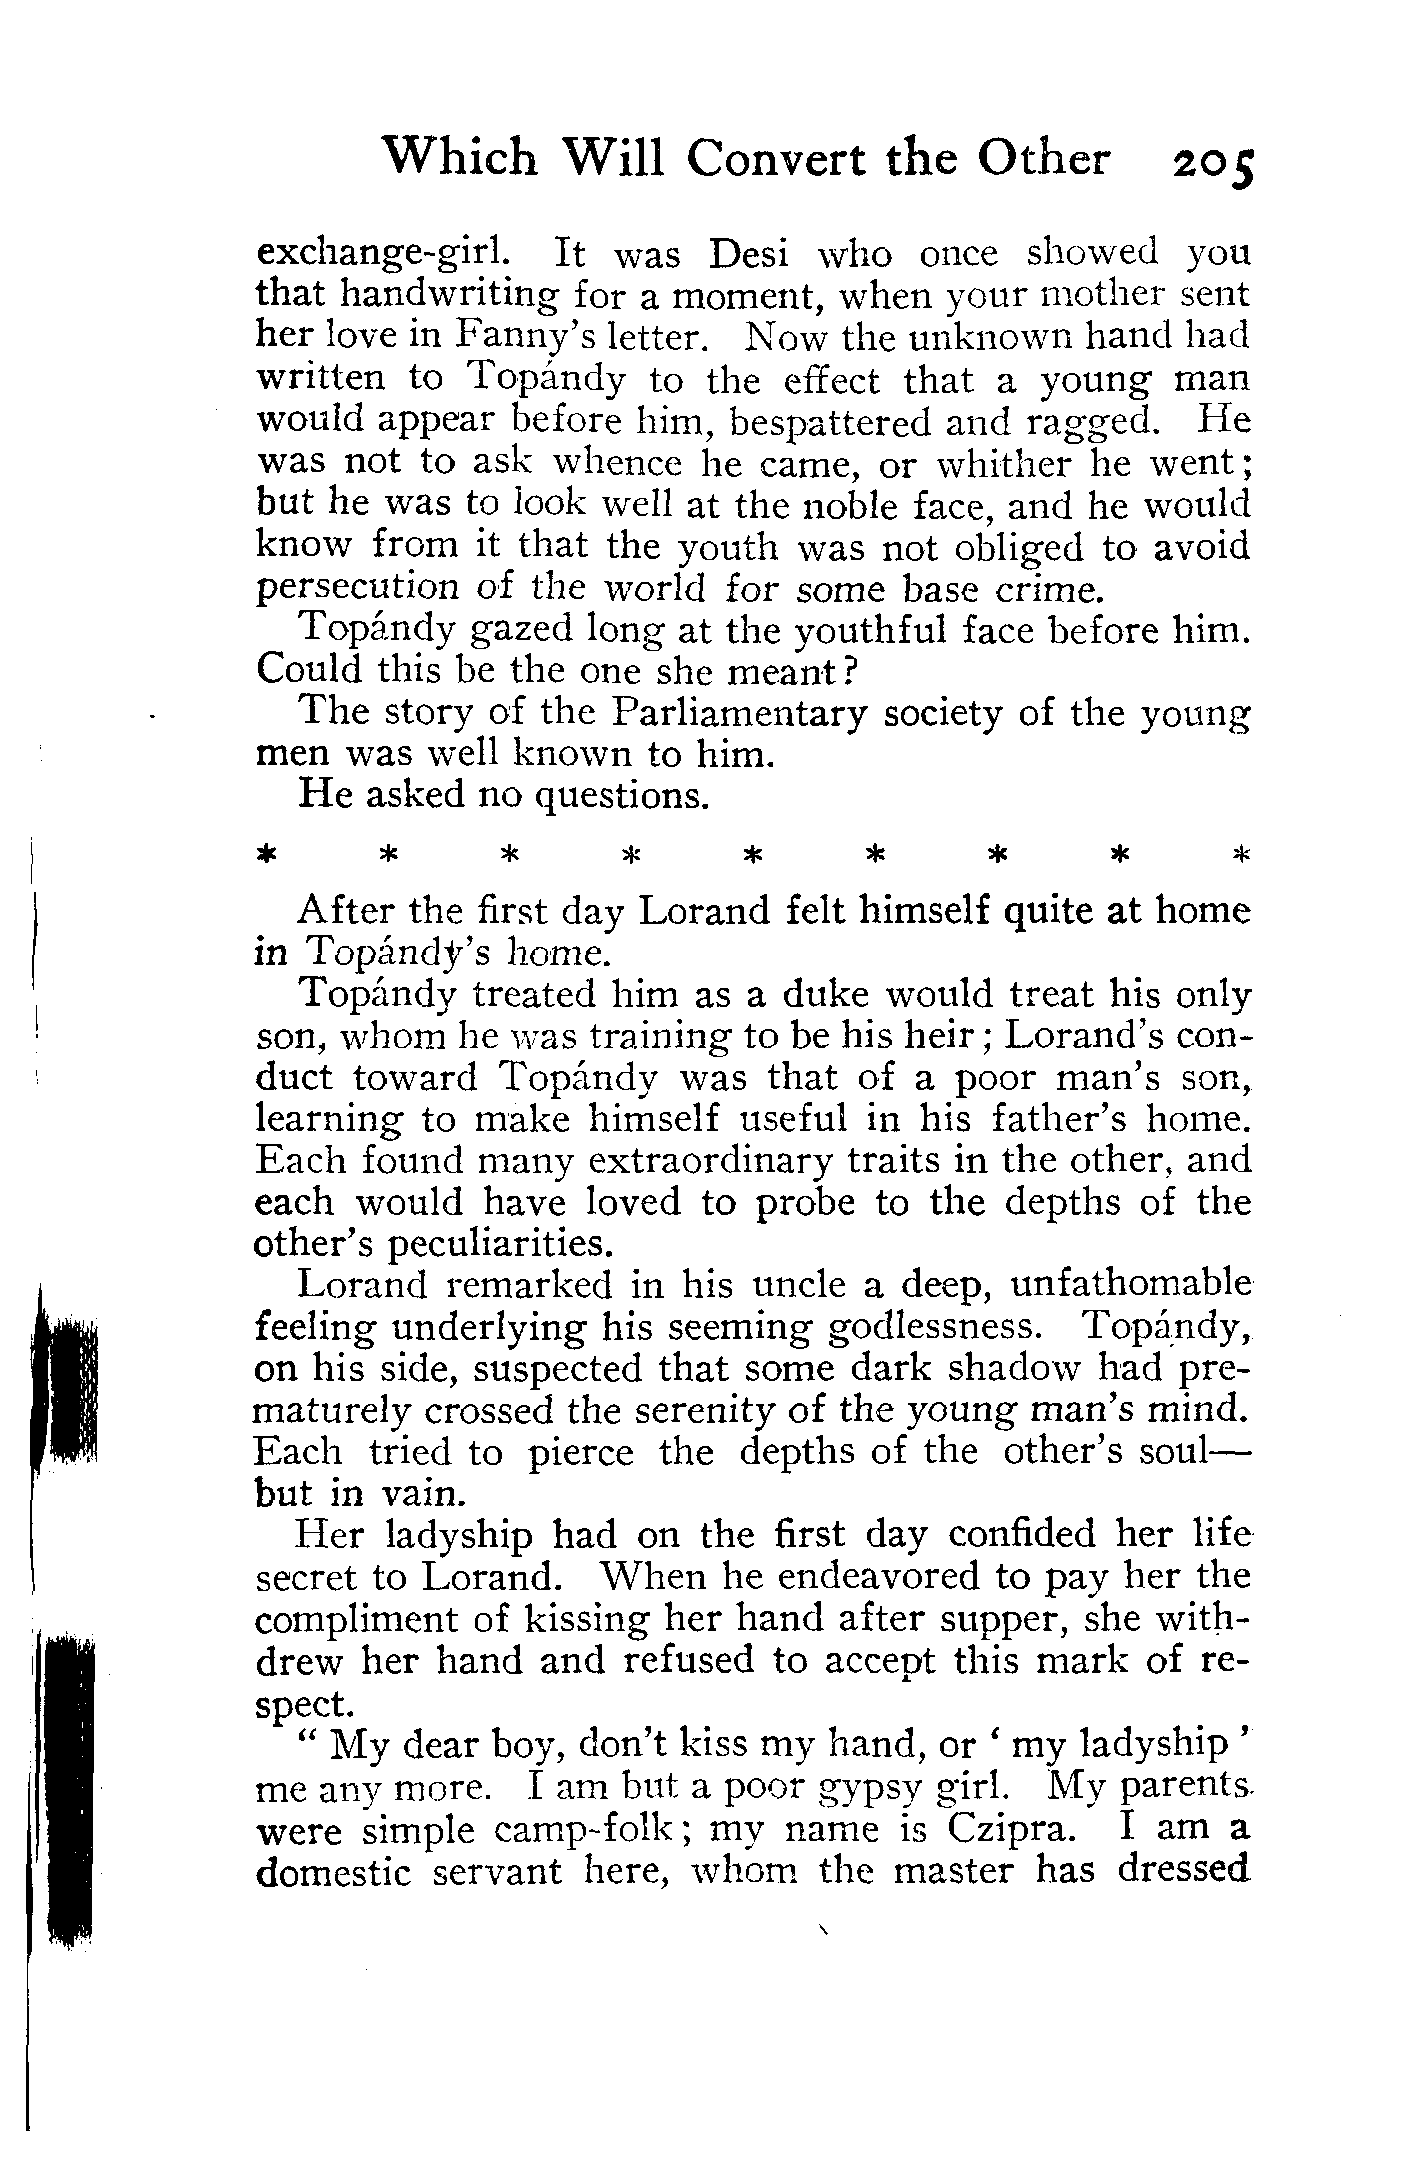 Which Will Convert the Other 205
exchange-girl. It was Desi who once showed you
that handwriting for a moment, when your mother sent
her love in Fanny's letter. Now the unknown hand had
written to Topándy to the effect that a young man
would appear before him, bespattered and ragged. He
was not to ask whence he came, or whither he went;
but he was to look well at the noble face, and he would
know from it that the youth was not obliged to avoid
persecution of the world for some base crime.
Topándy gazed long at the youthful face before him.
Could this be the one she meant?
The story of the Parliamentary society of the young
men was well known to him.
He asked no questions.
* * * * * * * * *
After the first day Lorand felt himself quite at home
in Topándy's home.
Topándy treated him as a duke would treat his only
son, whom he was training to be his heir; Lorand's con-
duct toward Topándy was that of a poor man's son,
learning to make himself useful in his father's home.
Each found many extraordinary traits in the other, and
each would have loved to probe to the depths of the
other's peculiarities.
Lorand remarked in his uncle a deep, unfathomable
feeling underlying his seeming godlessness. Topándy,
on his side, suspected that some dark shadow had pre-
maturely crossed the serenity of the young man's mind.
Each tried to pierce the depths of the other's soul—
but in vain.
Her ladyship had on the first day confided her life
secret to Lorand. When he endeavored to pay her the
compliment of kissing her hand after supper, she with-
drew her hand and refused to accept this mark of re-
spect.
" My dear boy, don't kiss my hand, or ' my ladyship '
me any more. I am but a poor gypsy girl. My parents
were simple camp-folk; my name is Czipra. I am a
domestic servant here, whom the master has dressed